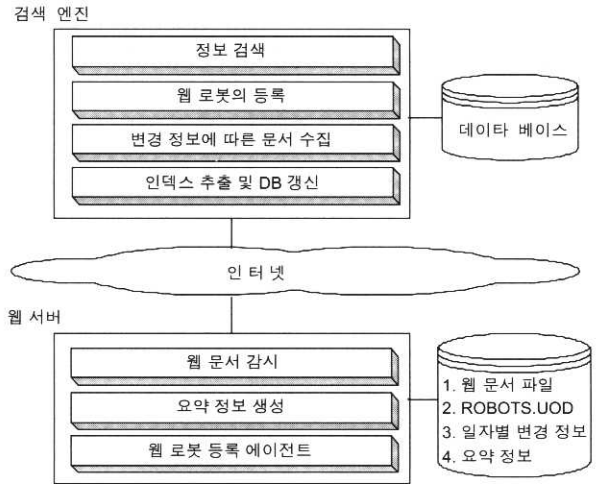 검색 엔진
정보 검색
웹 로봇의 등록
변경 정보에 따른 문서 수집
인덱스 추출 및 DB 갱신
데이타 베이스
인 터 넷
웹 서버
웹 문서 감시
요약 정보 생성
웹 로봇 등록 에이전트
1. 웹 문서 파일
2. ROBOTS.UOD
3. 일자별 변경 정보
4. 요약 정보